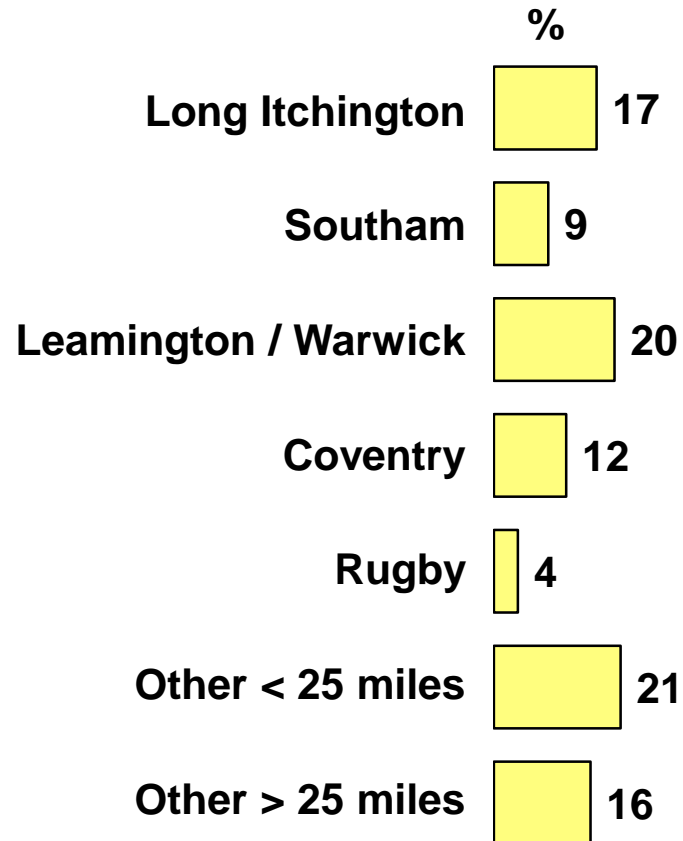 %
Long Itchington 17
Southam 9
Leamington / Warwick 20
Coventry 12
Rugby 4
Other < 25 miles 21
Other > 25 miles 16